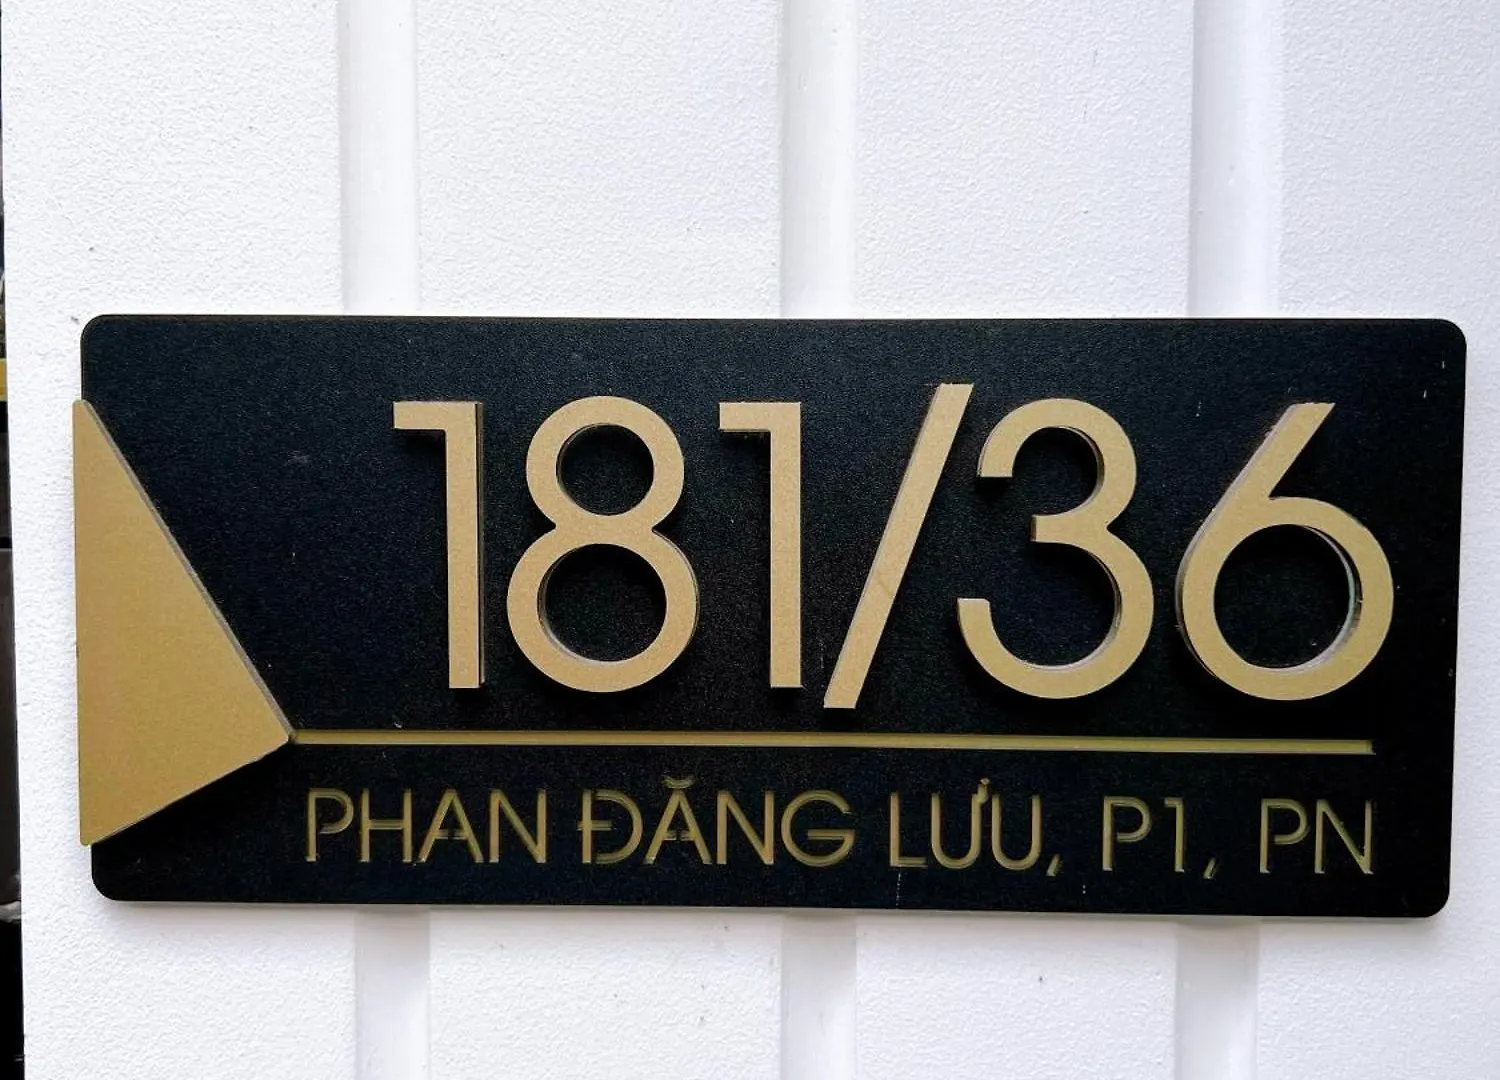 181/36
PHAN ĐĂNG LƯU, P1, PN